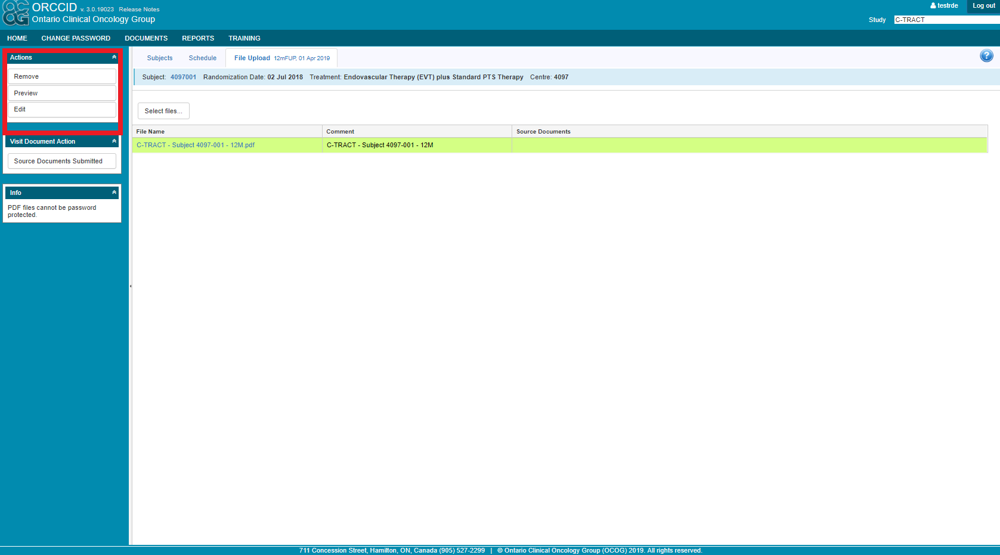 ORCCID v. 3.0.19023 Release Notes
Ontario Clinical Oncology Group
testrde Log out
Study C-TRACT
HOME CHANGE PASSWORD DOCUMENTS REPORTS TRAINING
Actions
Remove
Preview
Edit
Visit Document Action
Source Documents Submitted
Info
PDF files cannot be password
protected.
Subjects Schedule File Upload 12mFUP, 01 Apr 2019
?
Subject: 4097001 Randomization Date: 02 Jul 2018 Treatment: Endovascular Therapy (EVT) plus Standard PTS Therapy Centre: 4097
Select files...
File Name Comment Source Documents
C-TRACT - Subject 4097-001 - 12M.pdf C-TRACT - Subject 4097-001 - 12M
711 Concession Street, Hamilton, ON, Canada (905) 527-2299 | © Ontario Clinical Oncology Group (OCOG) 2019. All rights reserved.